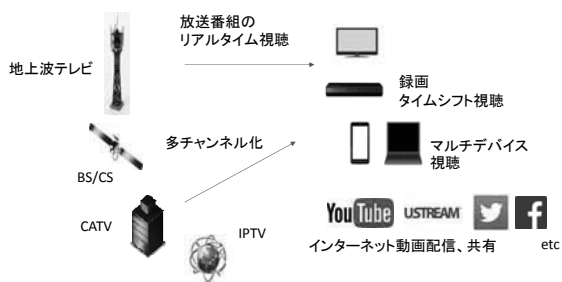 放送番組の
リアルタイム視聴
地上波テレビ
録画
タイムシフト視聴
多チャンネル化
マルチデバイス
視聴
BS/CS
CATV
IPTV
YouTube
USTREAM
インターネット動画配信、共有
etc